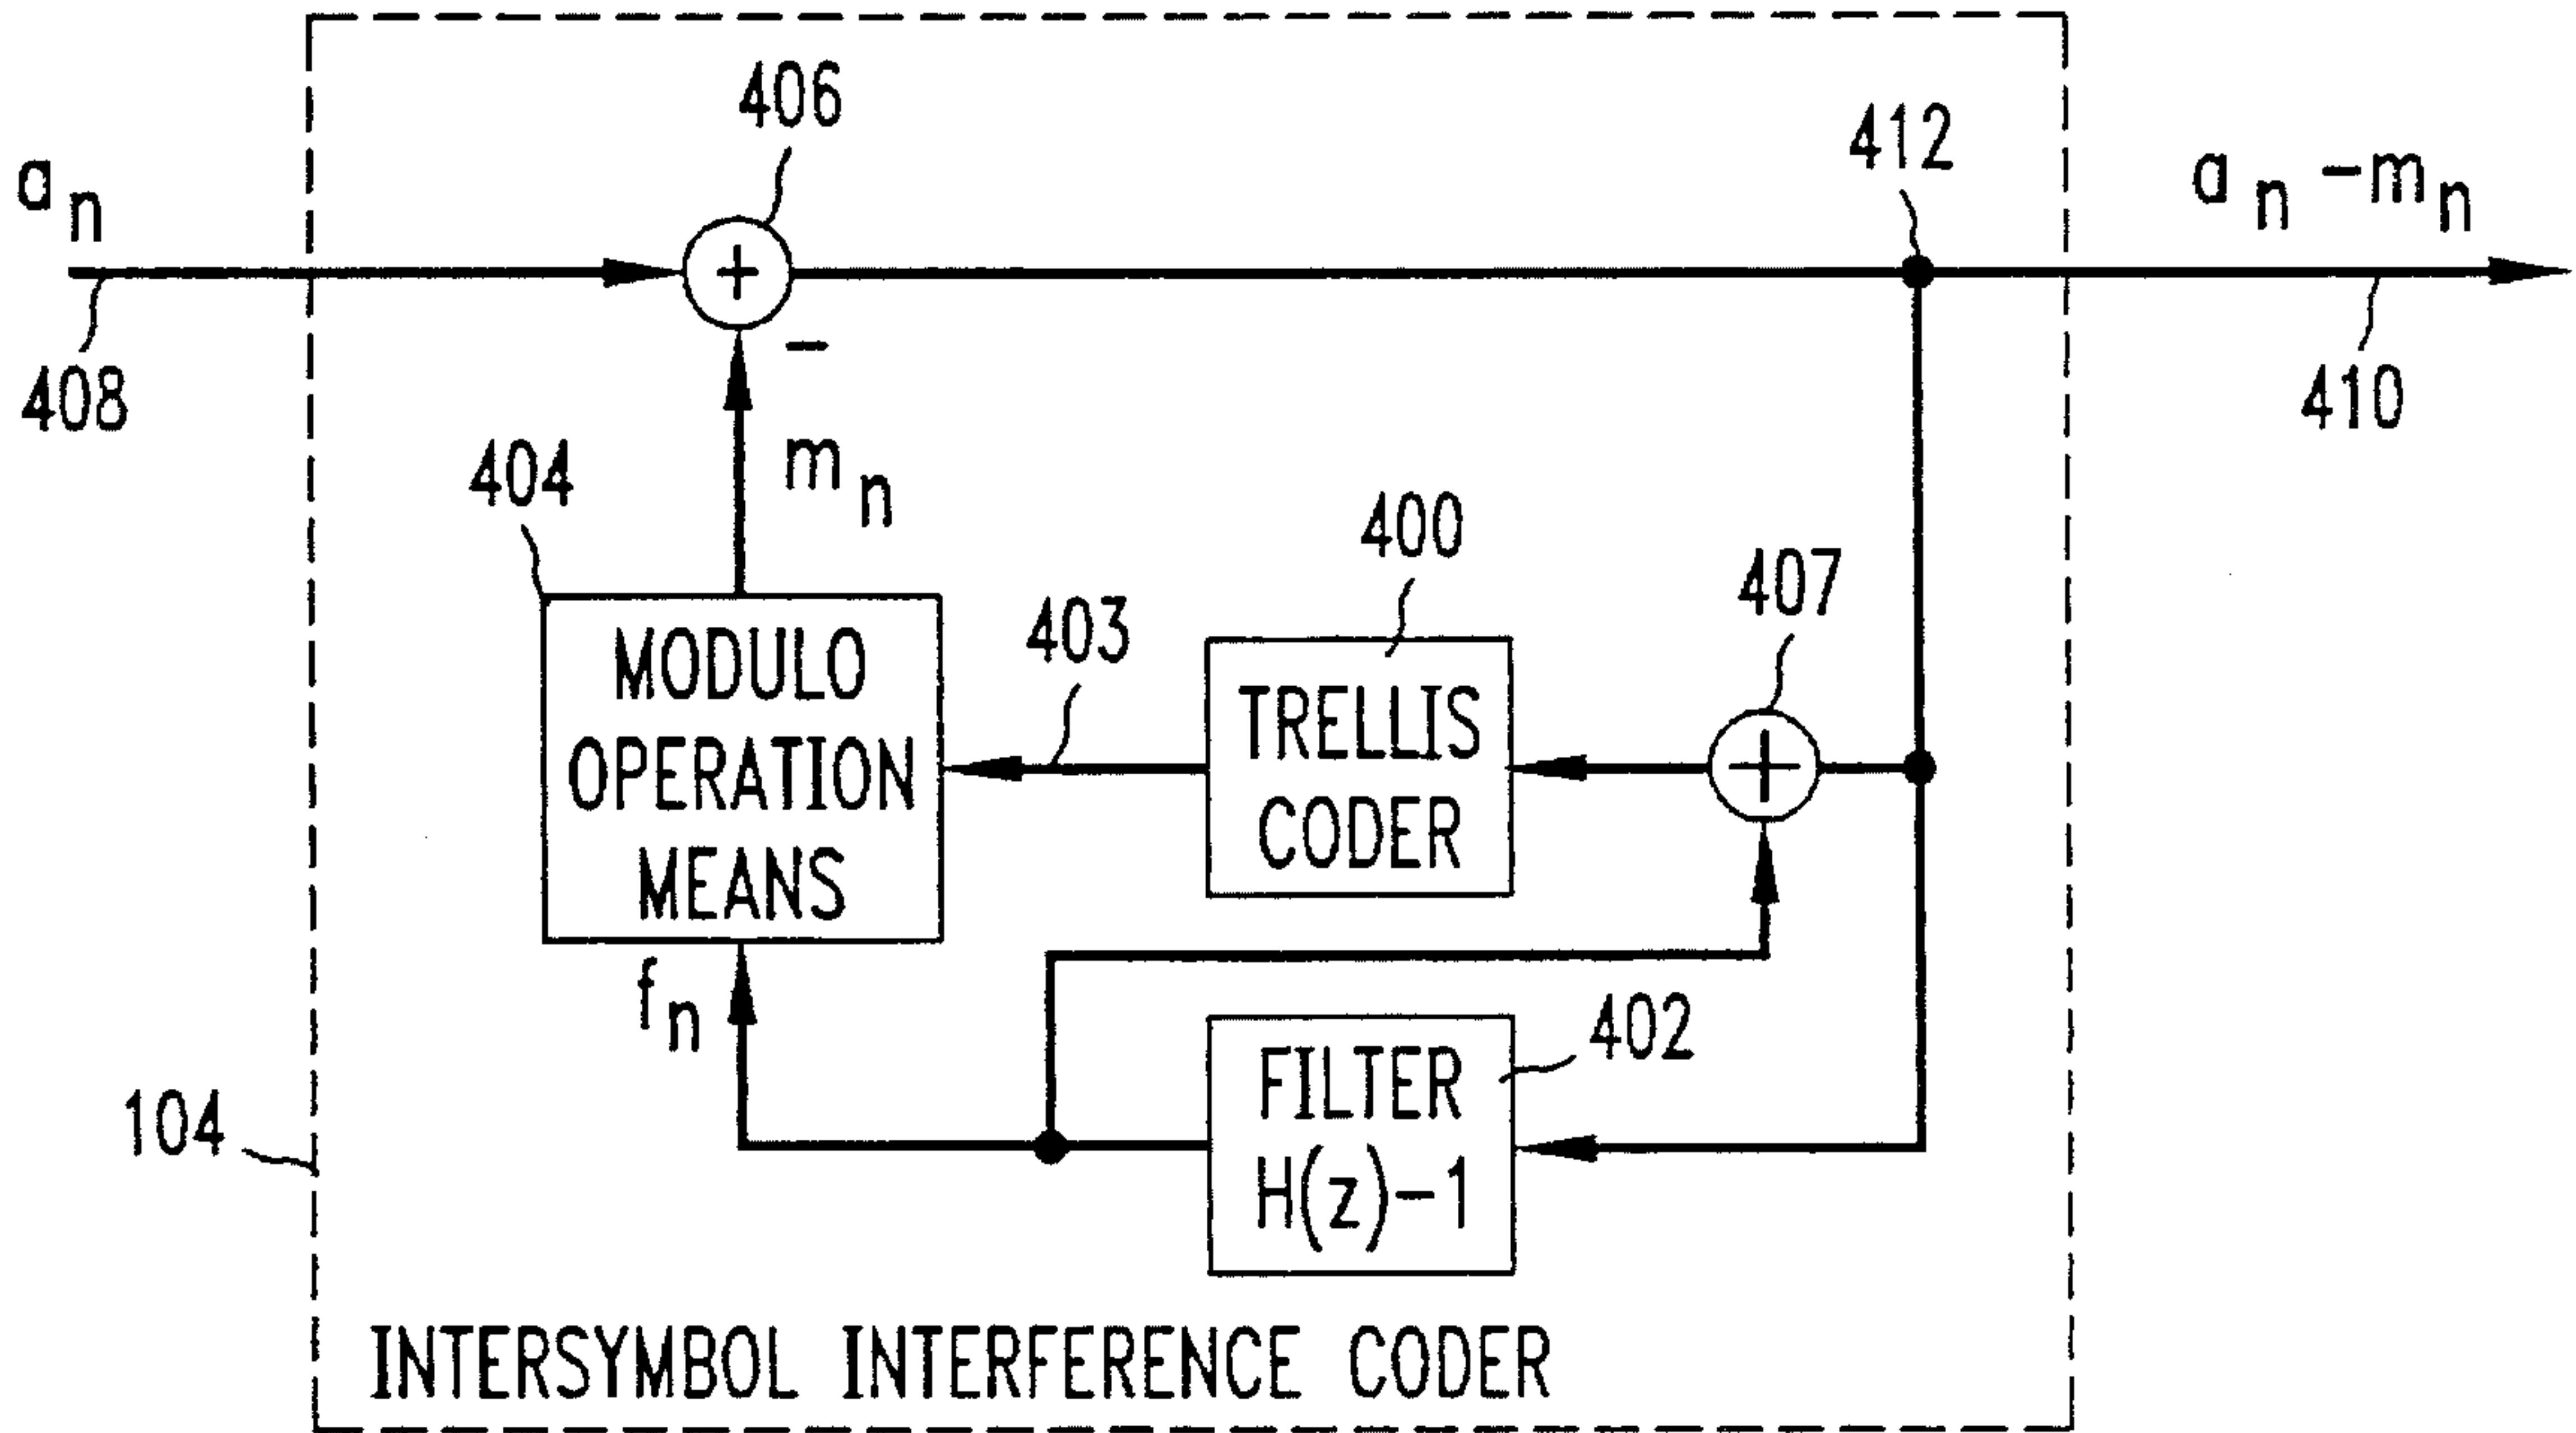 406
412
a n
a n - m n
+
408
-
410
404
m n
400
407
403
MODULO
OPERATION
MEANS
TRELLIS
CODER
+
f n
402
FILTER
H(z)-1
104
INTERSYMBOL INTERFERENCE CODER